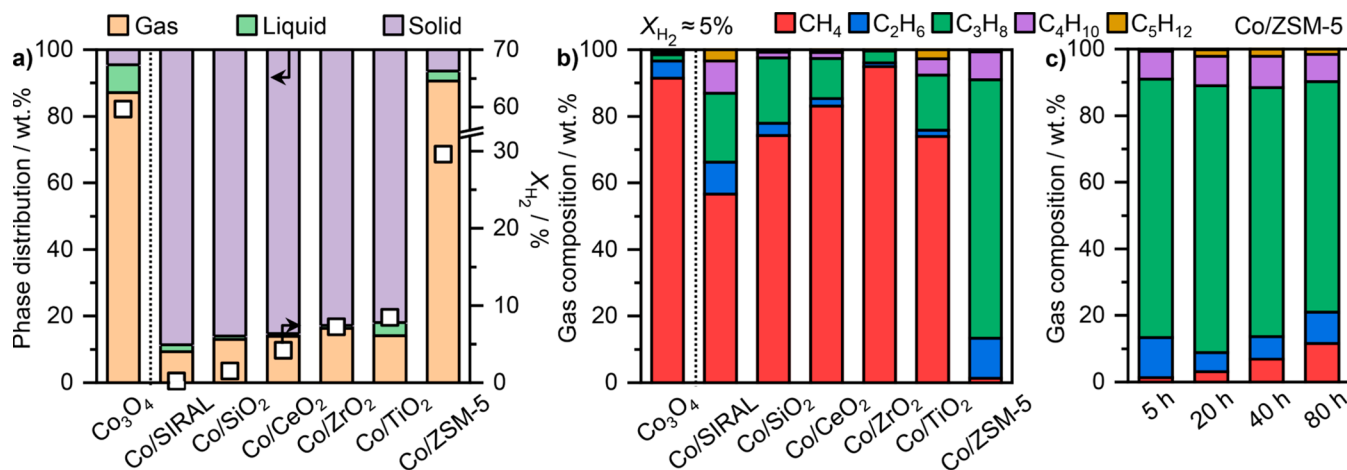 Gas Liquid Solid
a)
100
80
60
40
20
0
Phase distribution / wt.%
70
60
30
20
10
0
X_H₂ / %
Co₃O₄
Co/SIRAL
Co/SiO₂
Co/CeO₂
Co/ZrO₂
Co/TiO₂
Co/ZSM-5
X_H₂ ≈ 5%
CH₄ C₂H₆ C₃H₈ C₄H₁₀ C₅H₁₂
b)
100
80
60
40
20
0
Gas composition / wt.%
Co₃O₄
Co/SIRAL
Co/SiO₂
Co/CeO₂
Co/ZrO₂
Co/TiO₂
Co/ZSM-5
Co/ZSM-5
c)
100
80
60
40
20
0
Gas composition / wt.%
5 h
20 h
40 h
80 h